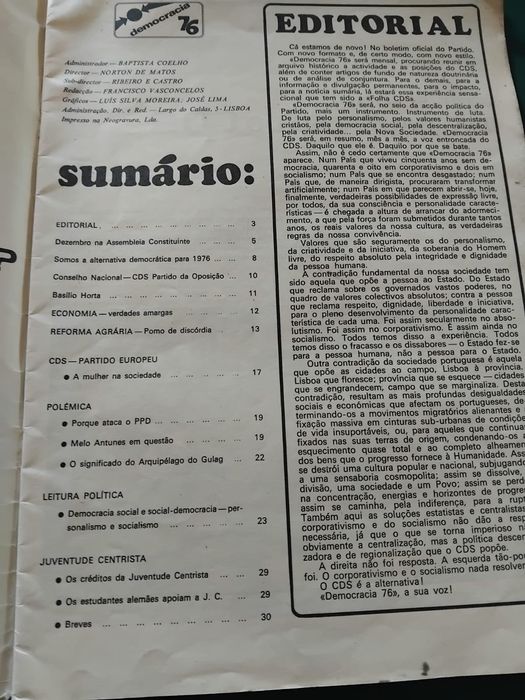 democracia
76
Administrador — BAPTISTA COELHO
Director — NORTON DE MATOS
Sub-director — RIBEIRO E CASTRO
Redacção — FRANCISCO VASCONCELOS
Gráficos — LUÍS SILVA MOREIRA; JOSÉ LIMA
Administração, Dir. e Red. — Largo do Caldas, 5 - LISBOA
Impresso na Neogravura, Lda.
sumário:
EDITORIAL, ... ... ... ... ... ... ... ... 3
Dezembro na Assembleia Constituinte ... ... ... 5
Somos a alternativa democrática para 1976 ... ... 8
Conselho Nacional — CDS Partido da Oposição ... 10
Basílio Horta ... ... ... ... ... ... ... ... 11
ECONOMIA — verdades amargas ... ... ... ... 12
REFORMA AGRÁRIA — Pomo de discórdia ... ... 13
CDS — PARTIDO EUROPEU
● A mulher na sociedade ... ... ... ... ... 17
POLÉMICA
● Porque ataca o PPD ... ... ... ... ... ... 19
● Melo Antunes em questão ... ... ... ... 19
● O significado do Arquipélago do Gulag ... ... 22
LEITURA POLÍTICA
● Democracia social e social-democracia — per-
sonalismo e socialismo ... ... ... ... ... 23
JUVENTUDE CENTRISTA
● Os créditos da Juventude Centrista ... ... 29
● Os estudantes alemães apoiam a J. C. ... ... 29
● Breves ... ... ... ... ... ... ... ... ... 30
EDITORIAL
Cá estamos de novo! No boletim oficial do Partido.
Com novo formato e, de certo modo, com novo estilo.
«Democracia 76» será mensal, procurando reunir em
arquivo histórico a actividade e as posições do CDS,
além de conter artigos de fundo de natureza doutrinária
ou de análise de conjuntura. Para o demais, para a
informação e divulgação permanentes, para o impacto,
para a notícia sumária, lá estará essa experiência sensa-
cional que tem sido a «Folha CDS».
«Democracia 76» será, no seio da acção política do
Partido, mais um instrumento. Instrumento de luta.
De luta pelo personalismo, pelos valores humanistas
cristãos, pela democracia social, pela descentralização,
pela criatividade... pela Nova Sociedade. «Democracia
76» será, em resumo, mês a mês, a voz entroncada do
CDS. Daquilo que ele é. Daquilo por que se bate.
Assim, não é cedo certamente que «Democracia 76»
aparece. Num País que viveu cinquenta anos sem de-
mocracia, quarenta e oito em corporativismo e dois em
socialismo; num País que se encontra desgastado; num
País que, de maneira dirigista, procuraram transformar
artificialmente; num País em que parecem abrir-se, hoje,
finalmente, verdadeiras possibilidades de expressão livre,
por todos, da sua consciência e personalidade caracte-
rísticas — é chegada a altura de arrancar do adormeci-
mento, a que pela força foram submetidos durante tantos
anos, os reais valores da nossa cultura, as verdadeiras
regras da nossa convivência.
Valores que são seguramente os do personalismo,
da criatividade e da iniciativa, da soberania do Homem
livre, do respeito absoluto pela integridade e dignidade
da pessoa humana.
A contradição fundamental da nossa sociedade tem
sido aquela que opõe a pessoa ao Estado. Do Estado
que reclama sobre os governados vastos poderes, no
quadro de valores colectivos absolutos; contra a pessoa
que reclama respeito, dignidade, liberdade e iniciativa,
para o pleno desenvolvimento da personalidade carac-
terística de cada uma. Foi assim secularmente no abso-
lutismo. Foi assim no corporativismo. É assim ainda no
socialismo. Todos temos disso a experiência. Todos
temos disso o fracasso e os dissabores — o Estado fez-se
para a pessoa humana, não a pessoa para o Estado.
Outra contradição da sociedade portuguesa é aquela
que opõe as cidades ao campo, Lisboa à província.
Lisboa que floresce; província que se esquece — cidades
que se engrandecem, campo que se marginaliza. Desta
contradição, resultam as mais profundas desigualdades
sociais e económicas que afectam os portugueses, de-
terminando-os a movimentos migratórios alienantes e
fixação massiva em cinturas sub-urbanas de condiçõe
de vida insuportáveis, ou, para aqueles que continua
fixados nas suas terras de origem, condenando-os a
esquecimento quase total e ao completo alheamen
dos bens que o progresso fornece à Humanidade. Ass
se destrói uma cultura popular e nacional, subjugando
a uma sensaboria cosmopolita; assim se dissolve,
divisão, uma sociedade e um Povo; assim se perd
na concentração, energias e horizontes de progre
assim se caminha, pela indiferença, para a rupt
Também aqui as soluções estatistas e centralistas
corporativismo e do socialismo não dão a resp
necessária, já que o que se torna imperioso n
obviamente a centralização, mas a política descen
zadora e de regionalização que o CDS popõe.
A direita não foi resposta. A esquerda tão-po
foi. O corporativismo e o socialismo nada resolver
O CDS é a alternativa!
«Democracia 76», a sua voz!